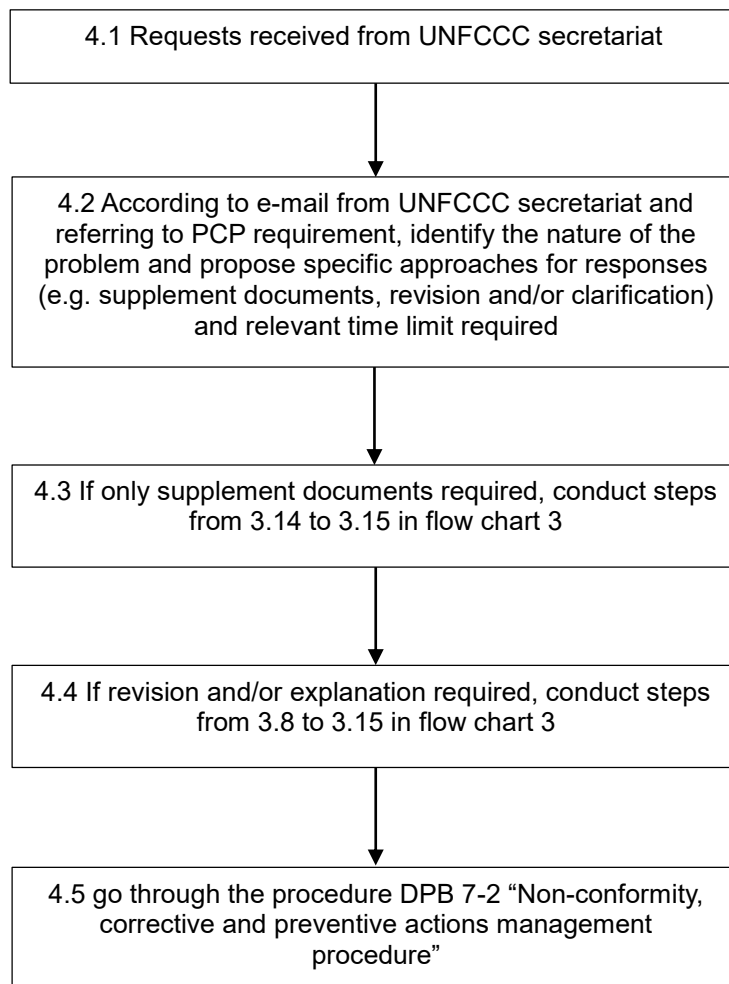 4.1 Requests received from UNFCCC secretariat
4.2 According to e-mail from UNFCCC secretariat and
referring to PCP requirement, identify the nature of the
problem and propose specific approaches for responses
(e.g. supplement documents, revision and/or clarification)
and relevant time limit required
4.3 If only supplement documents required, conduct steps
from 3.14 to 3.15 in flow chart 3
4.4 If revision and/or explanation required, conduct steps
from 3.8 to 3.15 in flow chart 3
4.5 go through the procedure DPB 7-2 “Non-conformity,
corrective and preventive actions management
procedure”